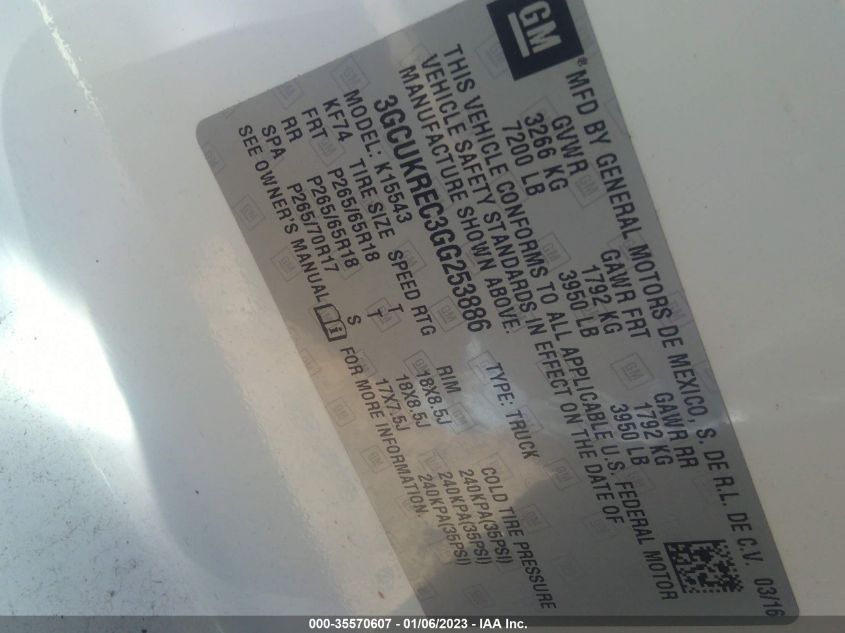 GM
® MFD BY GENERAL MOTORS DE MEXICO, S. DE R.L. DE C.V. 03/16
GVWR GAWR FRT GAWR RR
3266 KG 1792 KG 1792 KG
7200 LB 3950 LB 3950 LB
THIS VEHICLE CONFORMS TO ALL APPLICABLE U.S. FEDERAL MOTOR
VEHICLE SAFETY STANDARDS IN EFFECT ON THE DATE OF
MANUFACTURE SHOWN ABOVE.
3GCUKREC3GG253886 TYPE: TRUCK
MODEL: K15543
KF74 TIRE SIZE SPEED RTG RIM COLD TIRE PRESSURE
FRT P265/65R18 T 18X8.5J 240KPA(35PSI)
RR P265/65R18 T 18X8.5J 240KPA(35PSI)
SPA P265/70R17 S 17X7.5J 240KPA(35PSI)
SEE OWNER'S MANUAL i FOR MORE INFORMATION.
000-35570607 - 01/06/2023 - IAA Inc.